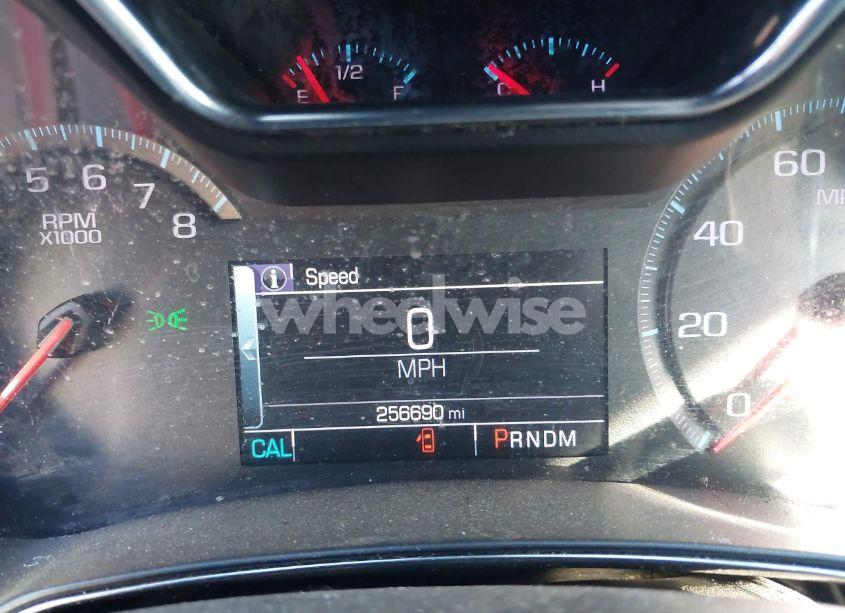 1/2
E F
C H
5 6 7 8
RPM
X1000
60
40
20
0
i Speed
wheelwise
0
MPH
256690 mi
CAL
PRNDM